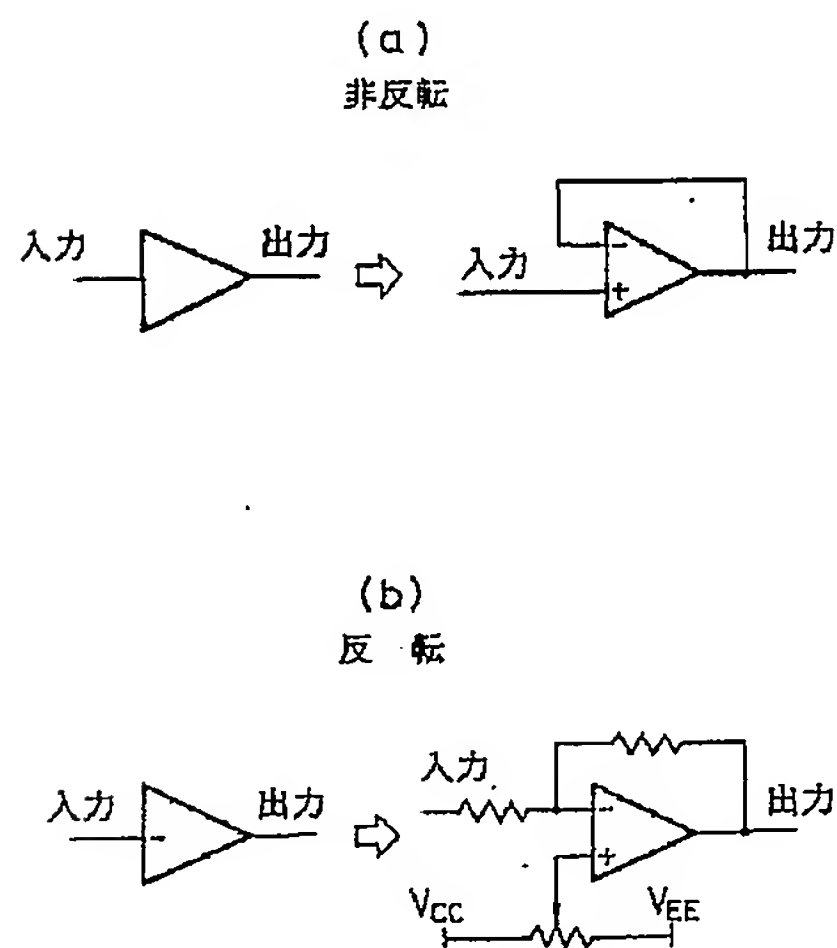 (a)
非反転
入力 出力 入力 - + 出力
(b)
反 転
入力 - 出力 入力 - + 出力
VCC VEE